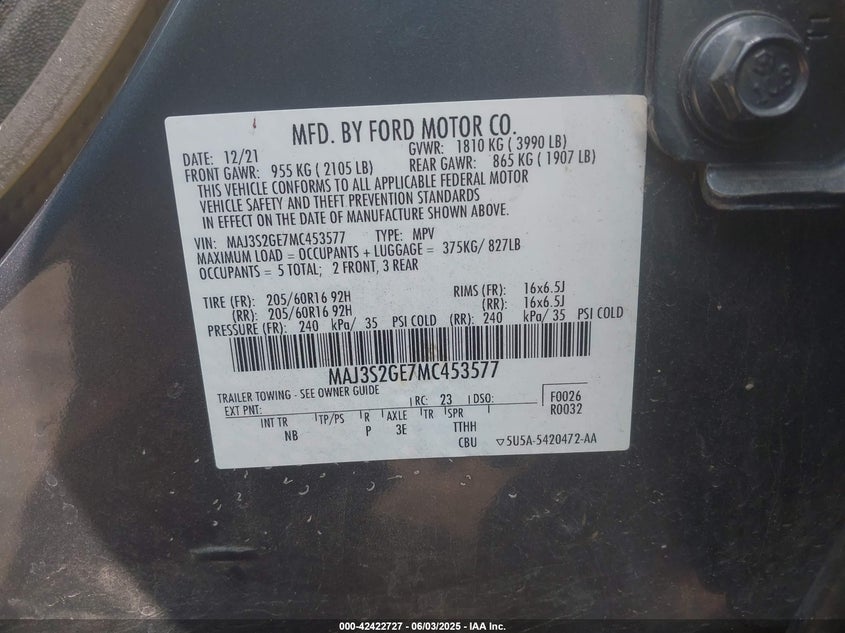 MFD. BY FORD MOTOR CO.
DATE: 12/21 GVWR: 1810 KG ( 3990 LB)
FRONT GAWR: 955 KG ( 2105 LB) REAR GAWR: 865 KG ( 1907 LB)
THIS VEHICLE CONFORMS TO ALL APPLICABLE FEDERAL MOTOR
VEHICLE SAFETY AND THEFT PREVENTION STANDARDS
IN EFFECT ON THE DATE OF MANUFACTURE SHOWN ABOVE.
VIN: MAJ3S2GE7MC453577 TYPE: MPV
MAXIMUM LOAD = OCCUPANTS + LUGGAGE = 375KG/ 827LB
OCCUPANTS = 5 TOTAL; 2 FRONT, 3 REAR
TIRE (FR): 205/60R16 92H RIMS (FR): 16x6.5J
(RR): 205/60R16 92H (RR): 16x6.5J
PRESSURE (FR): 240 kPa/ 35 PSI COLD (RR): 240 kPa/ 35 PSI COLD
MAJ3S2GE7MC453577
TRAILER TOWING - SEE OWNER GUIDE
EXT PNT: RC: 23 DSO: F0026
R0032
INT TR TP/PS R AXLE TR SPR
NB P 3E TTHH
CBU 5U5A-5420472-AA
000-42422727 - 06/03/2025 - IAA Inc.